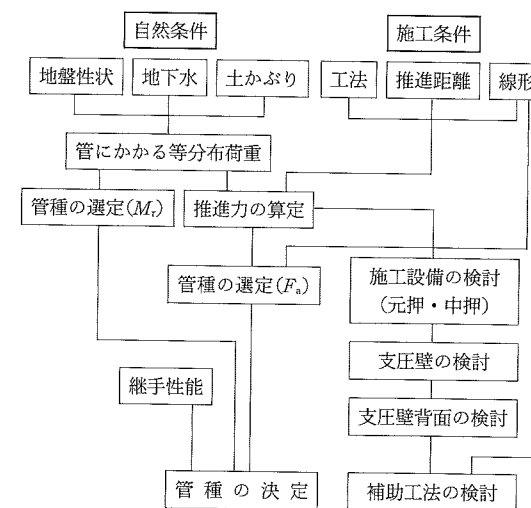 自然条件
施工条件
地盤性状
地下水
土かぶり
工法
推進距離
線形
管にかかる等分布荷重
管種の選定(Mr)
推進力の算定
管種の選定(Fa)
施工設備の検討
(元押・中押)
支圧壁の検討
継手性能
支圧壁背面の検討
管種の決定
補助工法の検討